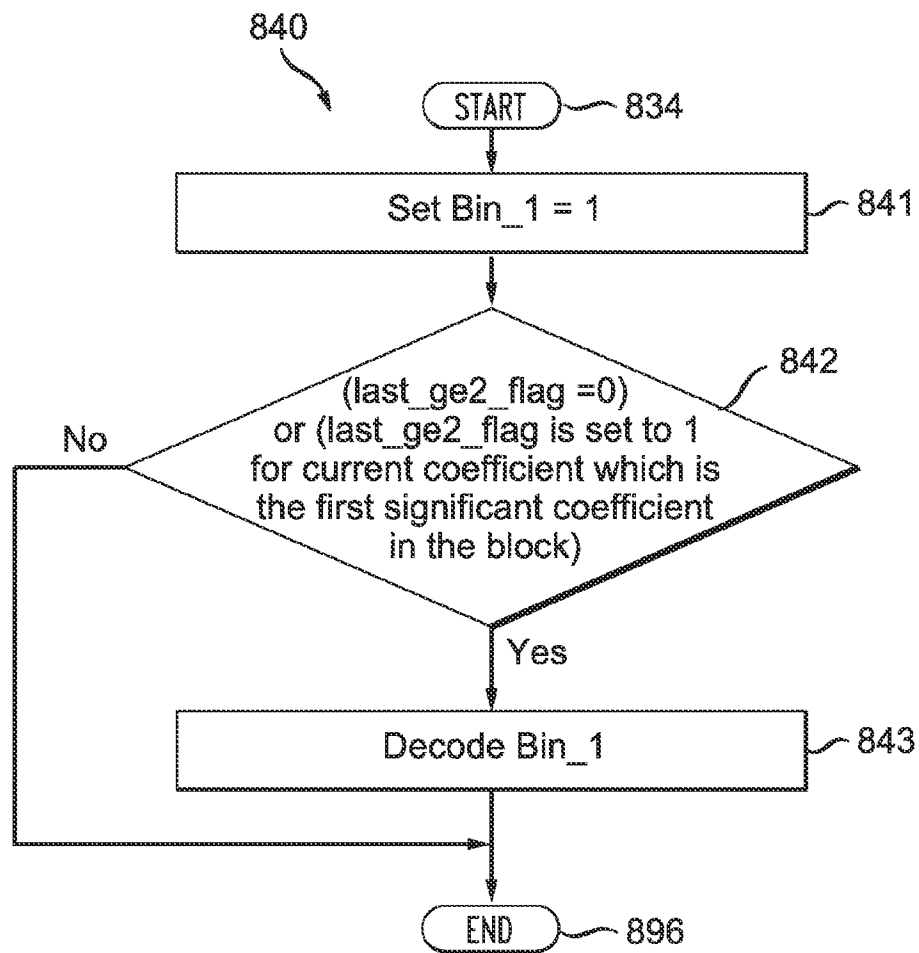 840
START
834
Set Bin_1 = 1
841
842
(last_ge2_flag =0)
or (last_ge2_flag is set to 1
for current coefficient which is
the first significant coefficient
in the block)
No
Yes
Decode Bin_1
843
END
896